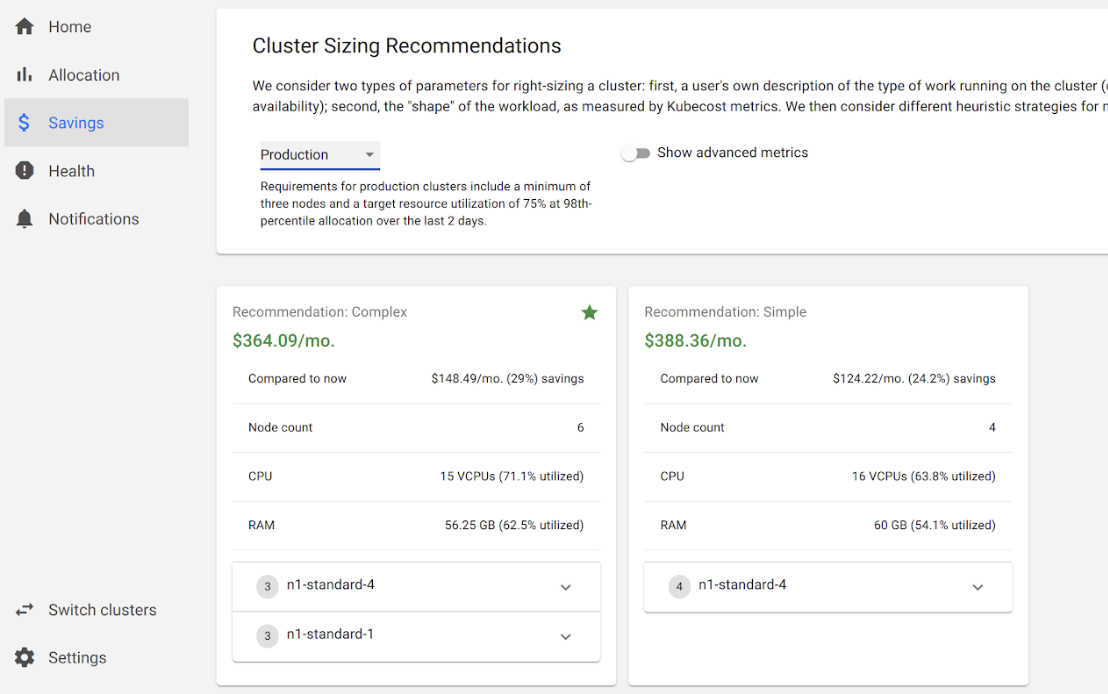 Home
Allocation
Savings
Health
Notifications
Switch clusters
Settings
Cluster Sizing Recommendations
We consider two types of parameters for right-sizing a cluster: first, a user's own description of the type of work running on the cluster (
availability); second, the "shape" of the workload, as measured by Kubecost metrics. We then consider different heuristic strategies for
Production
Show advanced metrics
Requirements for production clusters include a minimum of
three nodes and a target resource utilization of 75% at 98th-
percentile allocation over the last 2 days.
Recommendation: Complex
$364.09/mo.
Compared to now $148.49/mo. (29%) savings
Node count 6
CPU 15 VCPUs (71.1% utilized)
RAM 56.25 GB (62.5% utilized)
3 n1-standard-4
3 n1-standard-1
Recommendation: Simple
$388.36/mo.
Compared to now $124.22/mo. (24.2%) savings
Node count 4
CPU 16 VCPUs (63.8% utilized)
RAM 60 GB (54.1% utilized)
4 n1-standard-4